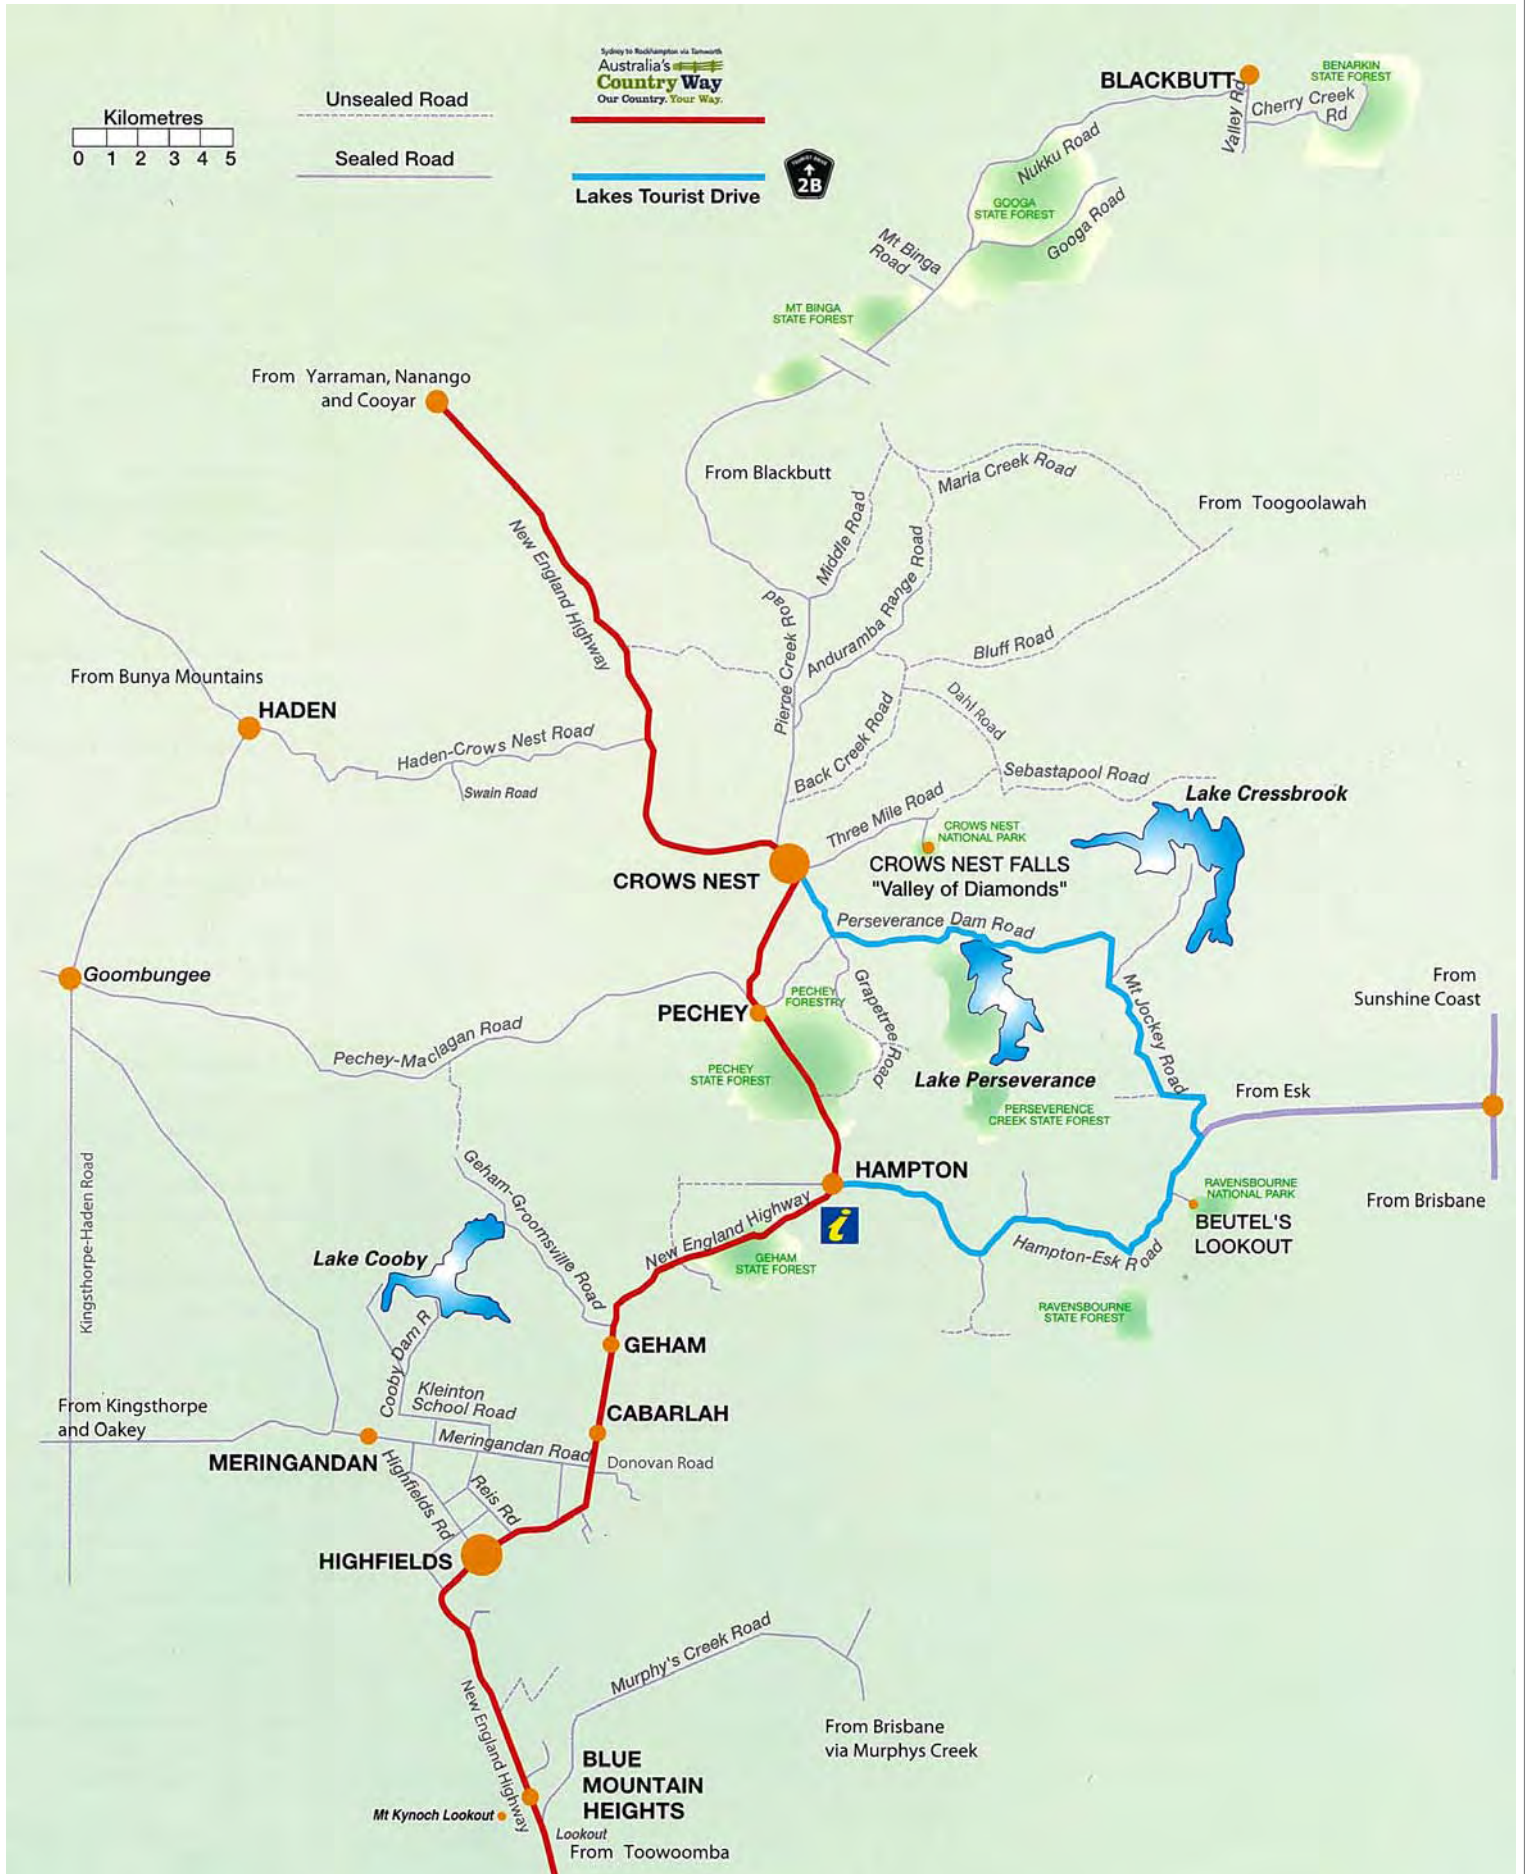 Sydney to Rockhampton via Tamworth
Australia's
Country Way
Our Country. Your Way.
Kilometres
0 1 2 3 4 5
Unsealed Road
Sealed Road
Lakes Tourist Drive
TOURIST DRIVE
2B
BLACKBUTT
BENARKIN
STATE FOREST
Cherry Creek
Rd
Valley Rd
Nukku Road
GOOGA
STATE FOREST
Googa Road
Mt Binga
Road
MT BINGA
STATE FOREST
From Yarraman, Nanango
and Cooyar
From Blackbutt
Maria Creek Road
From Toogoolawah
Middle Road
New England Highway
Anduramba Range Road
Pierce Creek Road
Bluff Road
From Bunya Mountains
HADEN
Haden-Crows Nest Road
Swain Road
Back Creek Road
Dahl Road
Sebastapool Road
Three Mile Road
Lake Cressbrook
CROWS NEST
NATIONAL PARK
CROWS NEST FALLS
"Valley of Diamonds"
CROWS NEST
Perseverance Dam Road
Goombungee
From
Sunshine Coast
PECHEY
FORESTRY
Grapetree Road
Mt Jockey Road
PECHEY
Pechey-Maclagan Road
PECHEY
STATE FOREST
Lake Perseverance
From Esk
PERSEVERENCE
CREEK STATE FOREST
Kingsthorpe-Haden Road
HAMPTON
Geham-Groomsville Road
RAVENSBOURNE
NATIONAL PARK
From Brisbane
BEUTEL'S
LOOKOUT
i
New England Highway
Hampton-Esk Road
Lake Cooby
GEHAM
STATE FOREST
RAVENSBOURNE
STATE FOREST
Cooby Dam R
GEHAM
Kleinton
School Road
From Kingsthorpe
and Oakey
CABARLAH
Meringandan Road
MERINGANDAN
Donovan Road
Highfields Rd
Reis Rd
HIGHFIELDS
Murphy's Creek Road
New England Highway
From Brisbane
via Murphys Creek
BLUE
MOUNTAIN
HEIGHTS
Mt Kynoch Lookout
Lookout
From Toowoomba